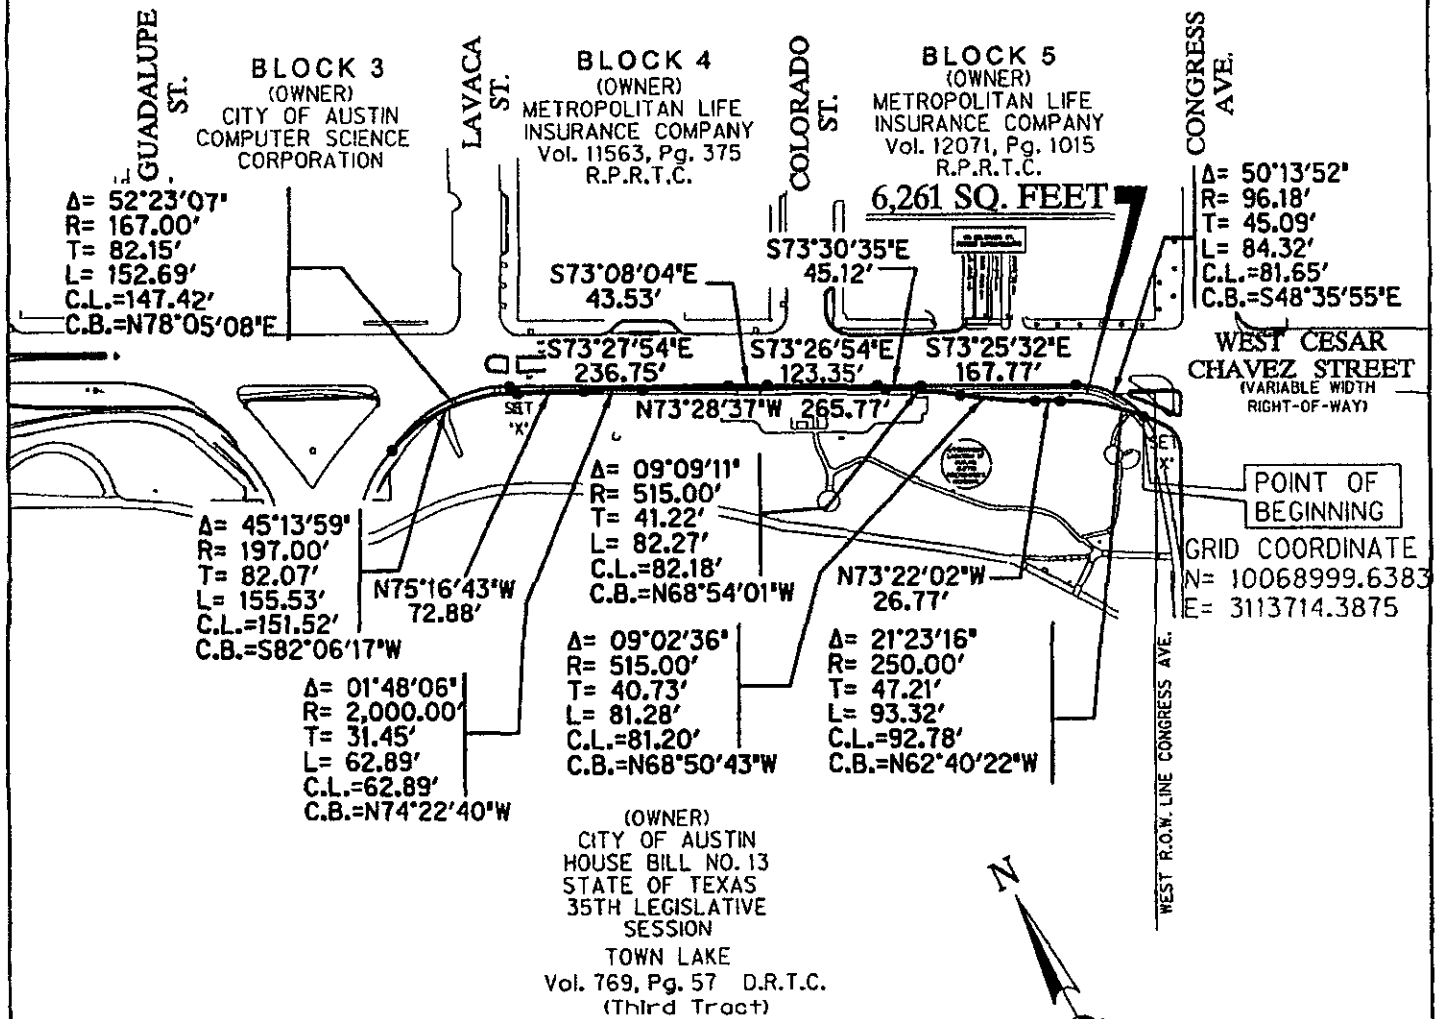 GUADALUPE
ST.
BLOCK 3
(OWNER)
CITY OF AUSTIN
COMPUTER SCIENCE
CORPORATION
LAVACA
ST.
BLOCK 4
(OWNER)
METROPOLITAN LIFE
INSURANCE COMPANY
Vol. 11563, Pg. 375
R.P.R.T.C.
COLORADO
ST.
BLOCK 5
(OWNER)
METROPOLITAN LIFE
INSURANCE COMPANY
Vol. 12071, Pg. 1015
R.P.R.T.C.
6,261 SQ. FEET
CONGRESS
AVE.
Δ= 52°23'07"
R= 167.00'
T= 82.15'
L= 152.69'
C.L.=147.42'
C.B.=N78°05'08"E
Δ= 50°13'52"
R= 96.18'
T= 45.09'
L= 84.32'
C.L.=81.65'
C.B.=S48°35'55"E
S73°08'04"E
43.53'
S73°30'35"E
45.12'
S73°27'54"E
236.75'
S73°26'54"E
123.35'
S73°25'32"E
167.77'
WEST CESAR
CHAVEZ STREET
(VARIABLE WIDTH
RIGHT-OF-WAY)
SET
"X"
N73°28'37"W 265.77'
SET
"X"
POINT OF
BEGINNING
GRID COORDINATE
N= 10068999.6383
E= 3113714.3875
Δ= 45°13'59"
R= 197.00'
T= 82.07'
L= 155.53'
C.L.=151.52'
C.B.=S82°06'17"W
N75°16'43"W
72.88'
Δ= 09°09'11"
R= 515.00'
T= 41.22'
L= 82.27'
C.L.=82.18'
C.B.=N68°54'01"W
N73°22'02"W
26.77'
Δ= 01°48'06"
R= 2,000.00'
T= 31.45'
L= 62.89'
C.L.=62.89'
C.B.=N74°22'40"W
Δ= 09°02'36"
R= 515.00'
T= 40.73'
L= 81.28'
C.L.=81.20'
C.B.=N68°50'43"W
Δ= 21°23'16"
R= 250.00'
T= 47.21'
L= 93.32'
C.L.=92.78'
C.B.=N62°40'22"W
WEST R.O.W. LINE CONGRESS AVE.
(OWNER)
CITY OF AUSTIN
HOUSE BILL NO. 13
STATE OF TEXAS
35TH LEGISLATIVE
SESSION
TOWN LAKE
Vol. 769, Pg. 57 D.R.T.C.
(Third Tract)
N